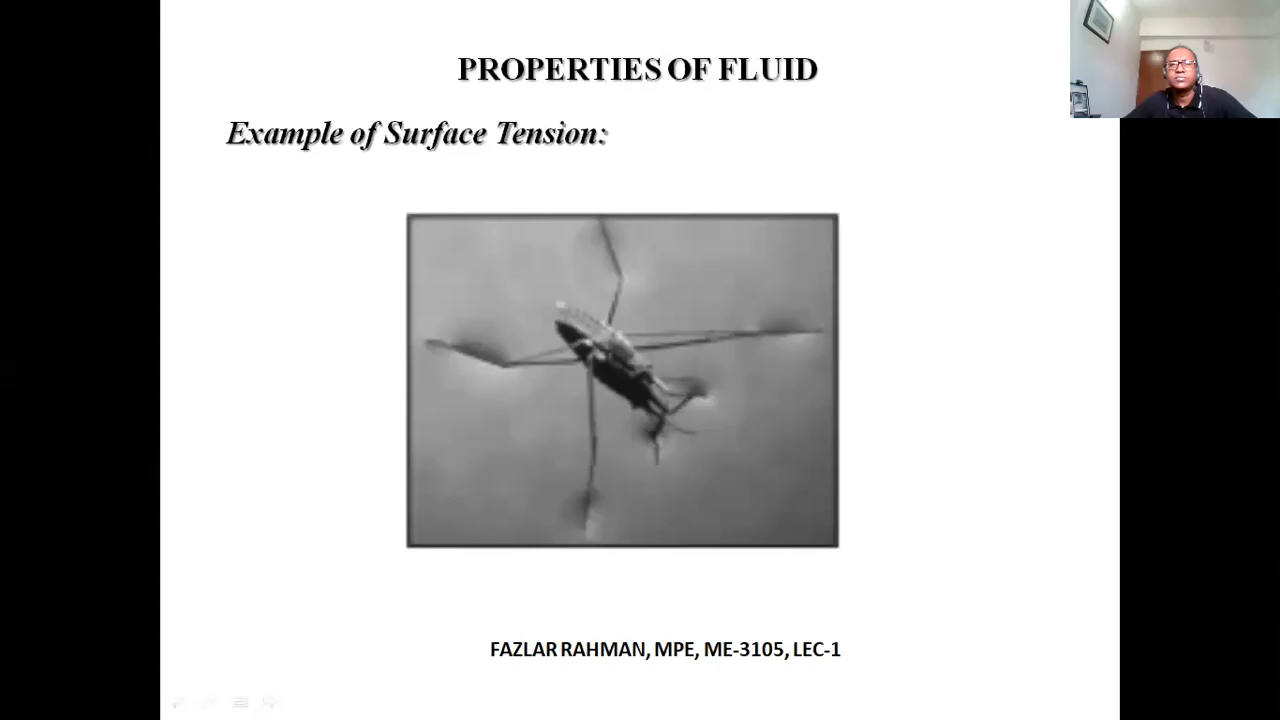 PROPERTIES OF FLUID
Example of Surface Tension:
FAZLAR RAHMAN, MPE, ME-3105, LEC-1